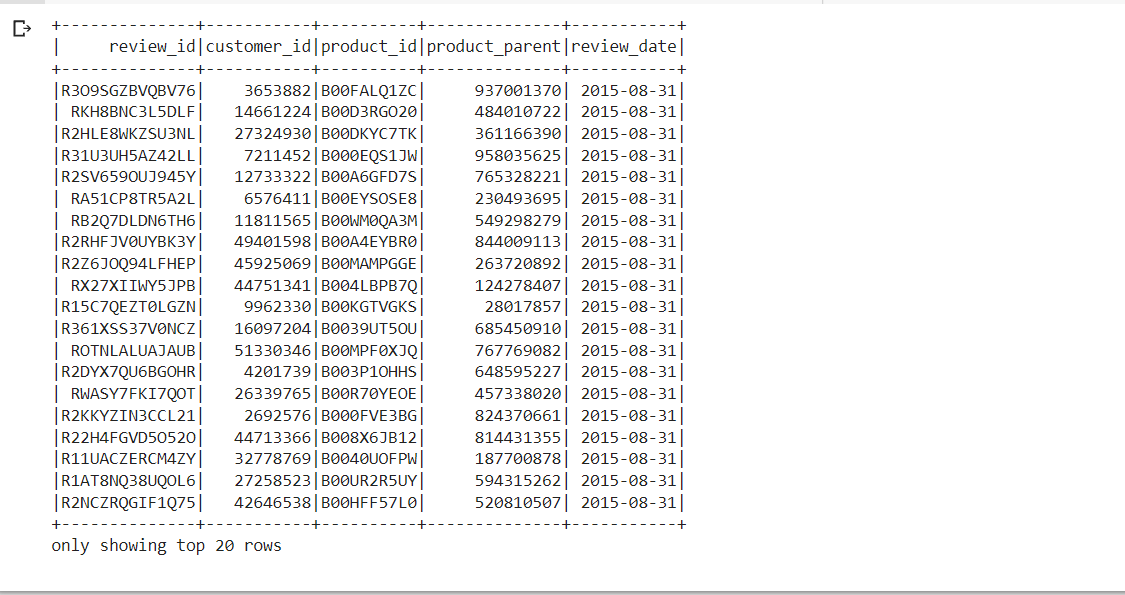 +--------------+-----------+----------+--------------+-----------+
|     review_id|customer_id|product_id|product_parent|review_date|
+--------------+-----------+----------+--------------+-----------+
|R3O9SGZBVQBV76|    3653882|B00FALQ1ZC|     937001370| 2015-08-31|
| RKH8BNC3L5DLF|   14661224|B00D3RGO20|     484010722| 2015-08-31|
|R2HLE8WKZSU3NL|   27324930|B00DKYC7TK|     361166390| 2015-08-31|
|R31U3UH5AZ42LL|    7211452|B000EQS1JW|     958035625| 2015-08-31|
|R2SV659OUJ945Y|   12733322|B00A6GFD7S|     765328221| 2015-08-31|
| RA51CP8TR5A2L|    6576411|B00EYSOSE8|     230493695| 2015-08-31|
| RB2Q7DLDN6TH6|   11811565|B00WM0QA3M|     549298279| 2015-08-31|
|R2RHFJV0UYBK3Y|   49401598|B00A4EYBR0|     844009113| 2015-08-31|
|R2Z6JOQ94LFHEP|   45925069|B00MAMPGGE|     263720892| 2015-08-31|
| RX27XIIWY5JPB|   44751341|B004LBPB7Q|     124278407| 2015-08-31|
|R15C7QEZT0LGZN|    9962330|B00KGTVGKS|      28017857| 2015-08-31|
|R361XSS37V0NCZ|   16097204|B0039UT5OU|     685450910| 2015-08-31|
| ROTNLALUAJAUB|   51330346|B00MPF0XJQ|     767769082| 2015-08-31|
|R2DYX7QU6BGOHR|    4201739|B003P1OHHS|     648595227| 2015-08-31|
| RWASY7FKI7QOT|   26339765|B00R70YEOE|     457338020| 2015-08-31|
|R2KKYZIN3CCL21|    2692576|B000FVE3BG|     824370661| 2015-08-31|
|R22H4FGVD5O52O|   44713366|B008X6JB12|     814431355| 2015-08-31|
|R11UACZERCM4ZY|   32778769|B0040UOFPW|     187700878| 2015-08-31|
|R1AT8NQ38UQOL6|   27258523|B00UR2R5UY|     594315262| 2015-08-31|
|R2NCZRQGIF1Q75|   42646538|B00HFF57L0|     520810507| 2015-08-31|
+--------------+-----------+----------+--------------+-----------+
only showing top 20 rows